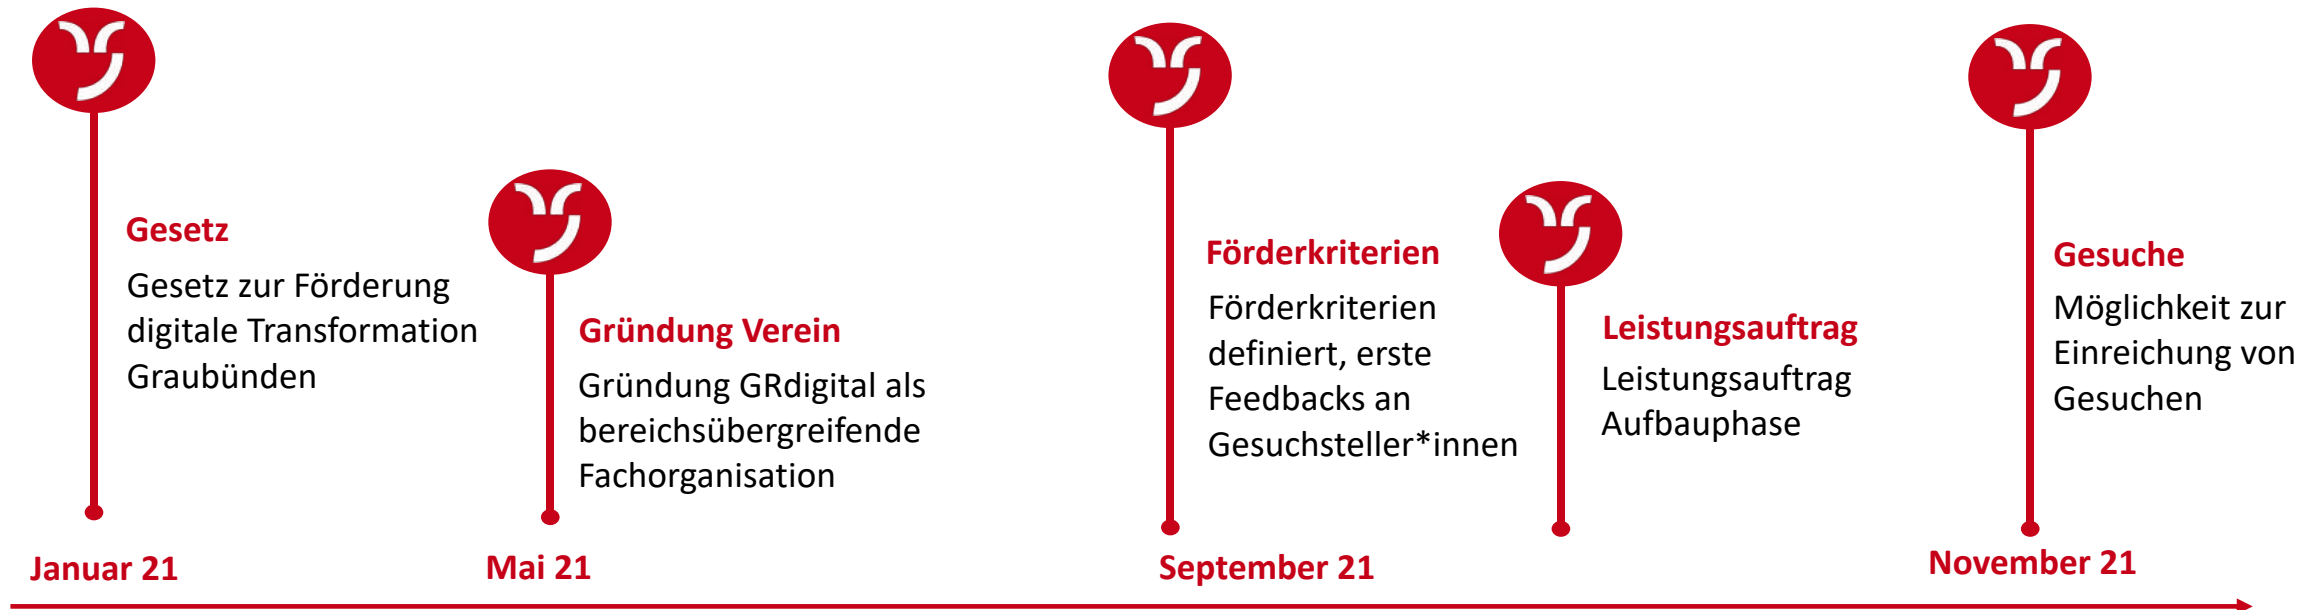 Gesetz
Gesetz zur Förderung
digitale Transformation
Graubünden
Januar 21
Gründung Verein
Gründung GRdigital als
bereichsübergreifende
Fachorganisation
Mai 21
Förderkriterien
Förderkriterien
definiert, erste
Feedbacks an
Gesuchsteller*innen
September 21
Leistungsauftrag
Leistungsauftrag
Aufbauphase
Gesuche
Möglichkeit zur
Einreichung von
Gesuchen
November 21